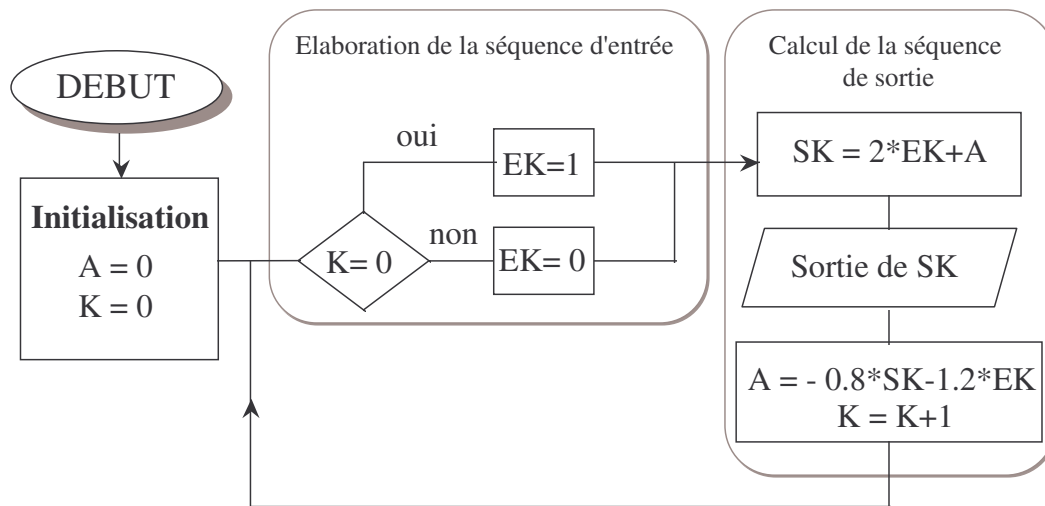 DEBUT
Initialisation
A = 0
K = 0
Elaboration de la séquence d'entrée
oui
EK=1
K= 0
non
EK= 0
Calcul de la séquence
de sortie
SK = 2*EK+A
Sortie de SK
A = - 0.8*SK-1.2*EK
K = K+1